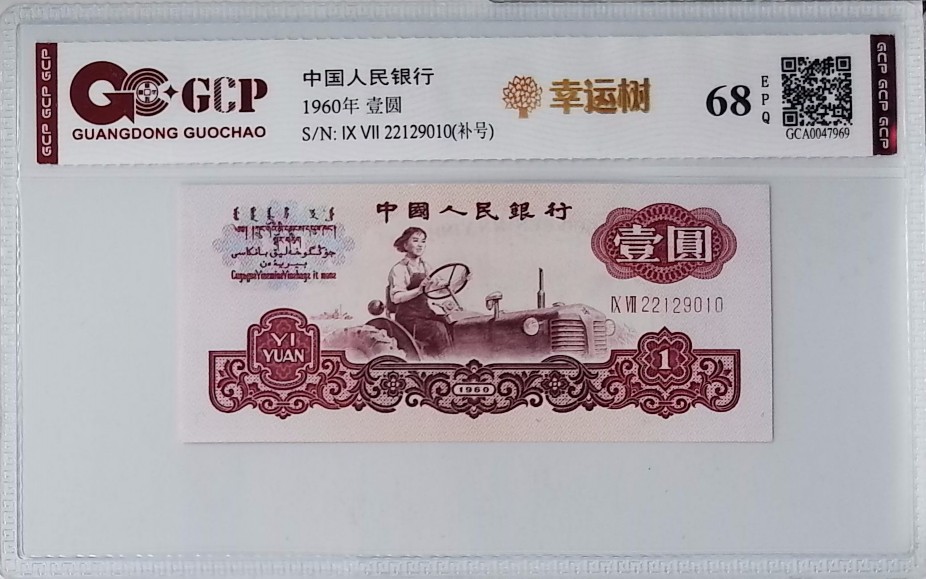 GCP GCP GCP
GC GCP
GUANGDONG GUOCHAO
中国人民银行
1960年 壹圆
S/N: IX VII 22129010(补号)
幸运树
68
EPQ
GCA0047969
GCP GCP GCP
中國人民銀行
壹圓
IX VII 22129010
YI
YUAN
1960
1